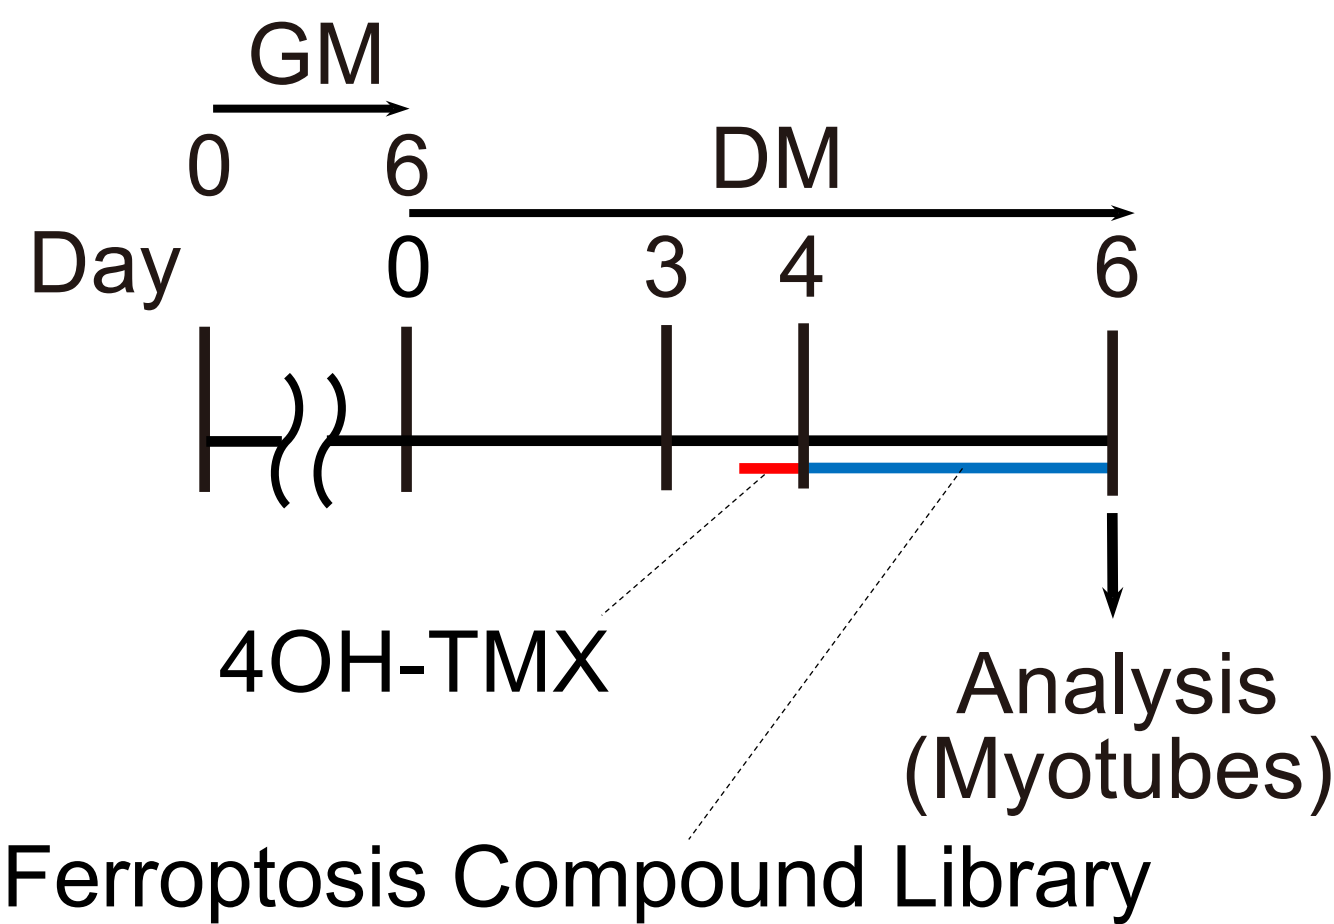 GM
0 6 DM
Day 0 3 4 6
4OH-TMX
Analysis
(Myotubes)
Ferroptosis Compound Library